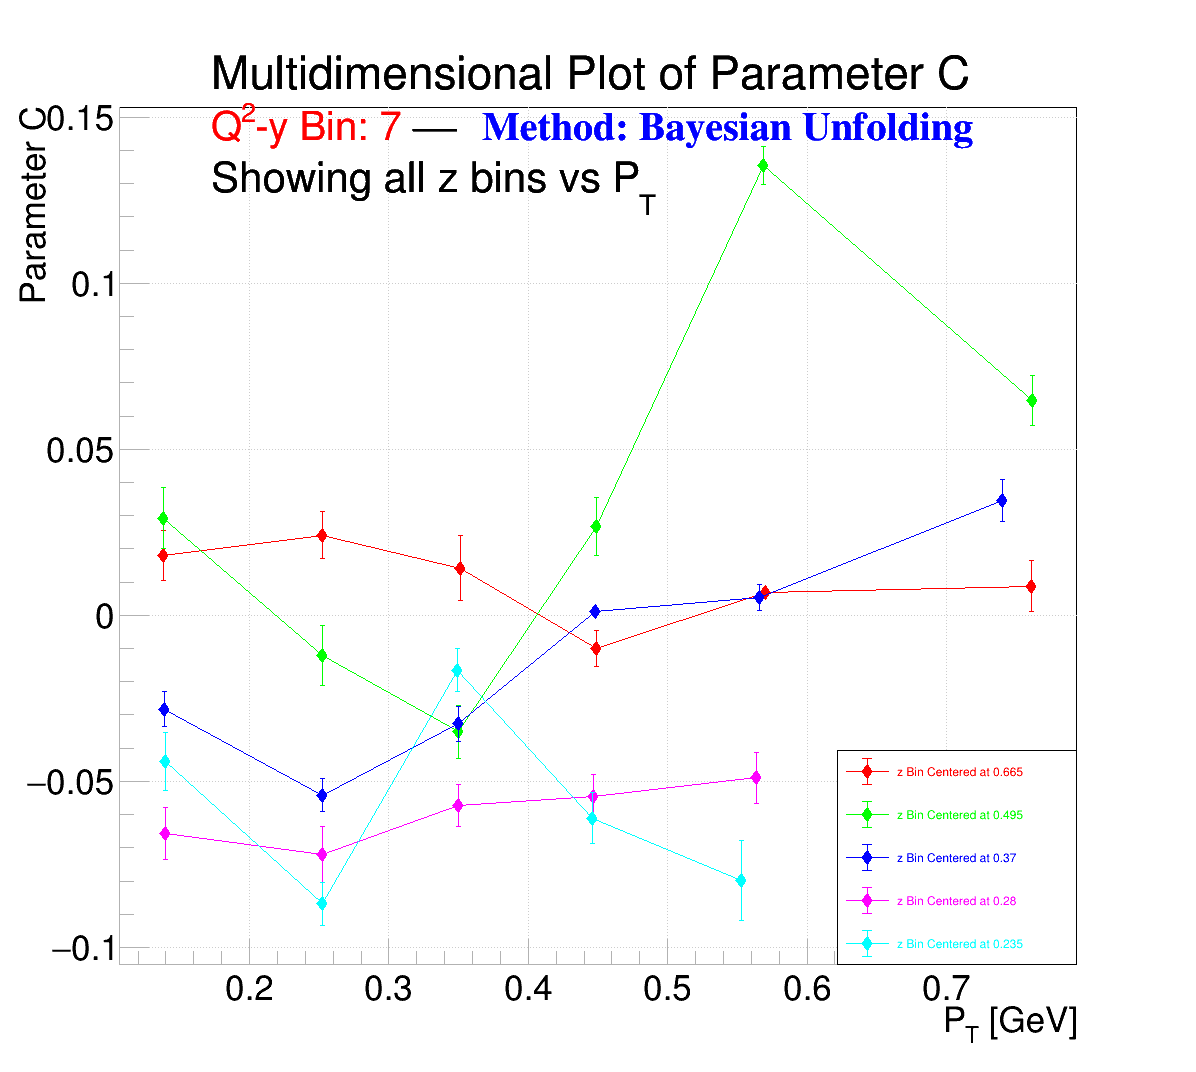 Multidimensional Plot of Parameter C
Q²-y Bin: 7 — Method: Bayesian Unfolding
Showing all z bins vs P_T
Parameter C
0.15
0.1
0.05
0
−0.05
−0.1
0.2 0.3 0.4 0.5 0.6 0.7
P_T [GeV]
z Bin Centered at 0.665
z Bin Centered at 0.495
z Bin Centered at 0.37
z Bin Centered at 0.28
z Bin Centered at 0.235